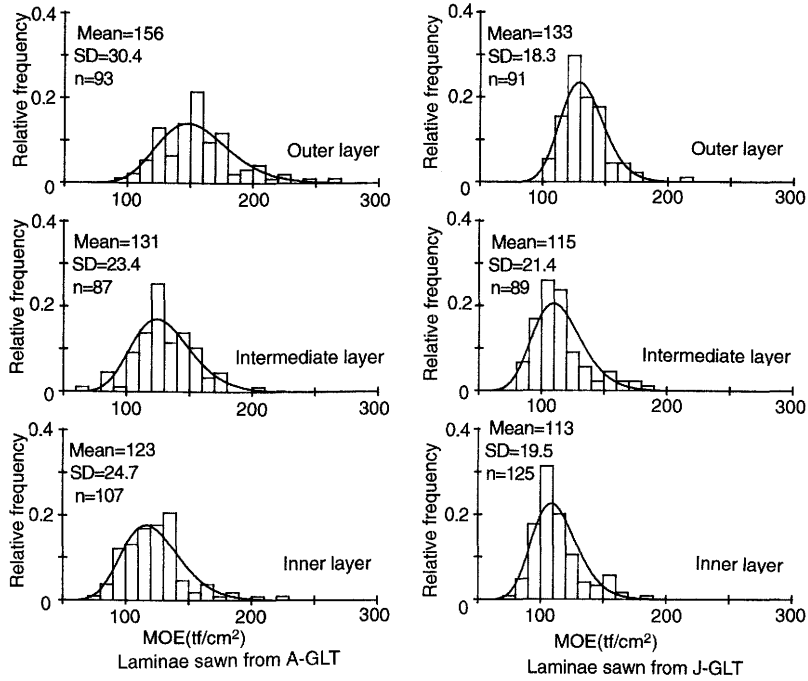 Relative frequency
0.4
0.2
0
Mean=156
SD=30.4
n=93
Outer layer
100
200
300
Relative frequency
0.4
0.2
0
Mean=133
SD=18.3
n=91
Outer layer
100
200
300
Relative frequency
0.4
0.2
0
Mean=131
SD=23.4
n=87
Intermediate layer
100
200
300
Relative frequency
0.4
0.2
0
Mean=115
SD=21.4
n=89
Intermediate layer
100
200
300
Relative frequency
0.4
0.2
0
Mean=123
SD=24.7
n=107
Inner layer
100
200
300
MOE(tf/cm²)
Laminae sawn from A-GLT
Relative frequency
0.4
0.2
0
Mean=113
SD=19.5
n=125
Inner layer
100
200
300
MOE(tf/cm²)
Laminae sawn from J-GLT